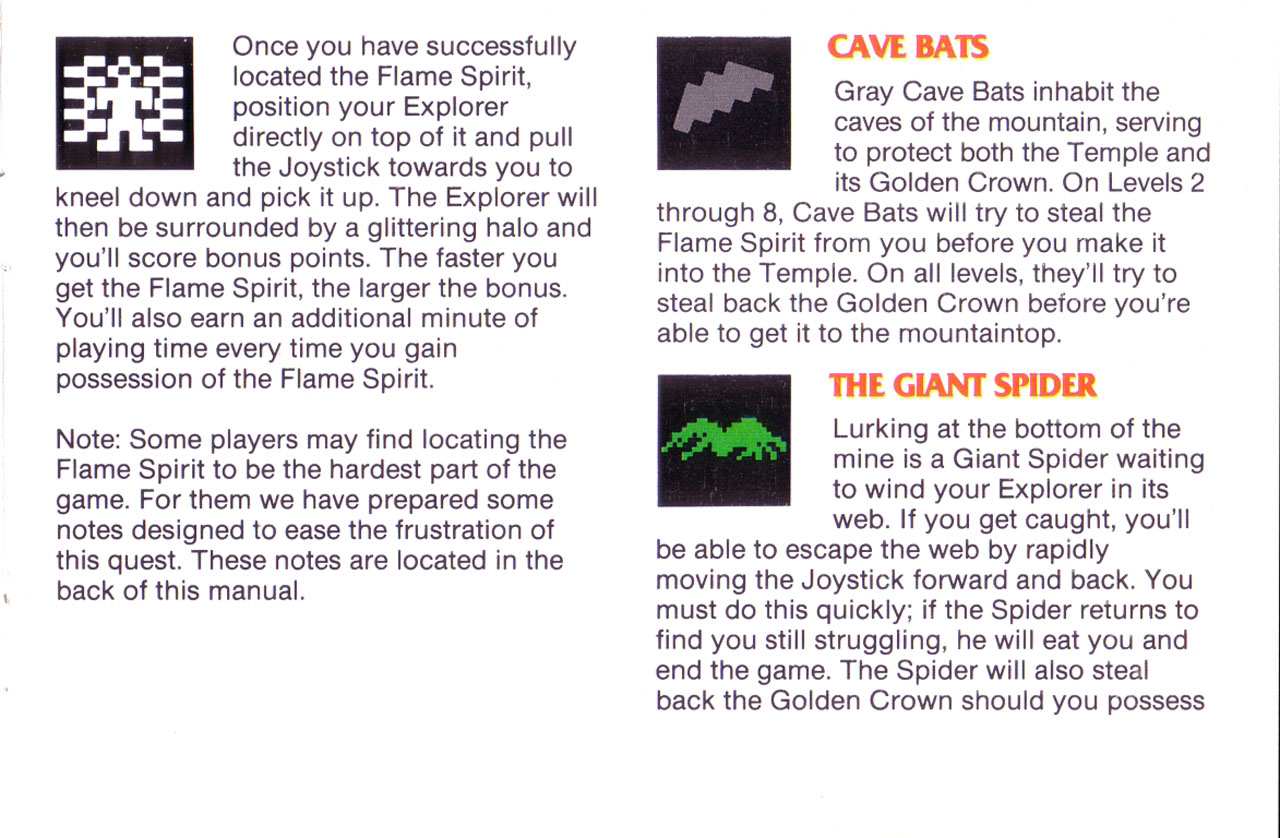 Once you have successfully
located the Flame Spirit,
position your Explorer
directly on top of it and pull
the Joystick towards you to
kneel down and pick it up. The Explorer will
then be surrounded by a glittering halo and
you'll score bonus points. The faster you
get the Flame Spirit, the larger the bonus.
You'll also earn an additional minute of
playing time every time you gain
possession of the Flame Spirit.
Note: Some players may find locating the
Flame Spirit to be the hardest part of the
game. For them we have prepared some
notes designed to ease the frustration of
this quest. These notes are located in the
back of this manual.
CAVE BATS
Gray Cave Bats inhabit the
caves of the mountain, serving
to protect both the Temple and
its Golden Crown. On Levels 2
through 8, Cave Bats will try to steal the
Flame Spirit from you before you make it
into the Temple. On all levels, they'll try to
steal back the Golden Crown before you're
able to get it to the mountaintop.
THE GIANT SPIDER
Lurking at the bottom of the
mine is a Giant Spider waiting
to wind your Explorer in its
web. If you get caught, you'll
be able to escape the web by rapidly
moving the Joystick forward and back. You
must do this quickly; if the Spider returns to
find you still struggling, he will eat you and
end the game. The Spider will also steal
back the Golden Crown should you possess